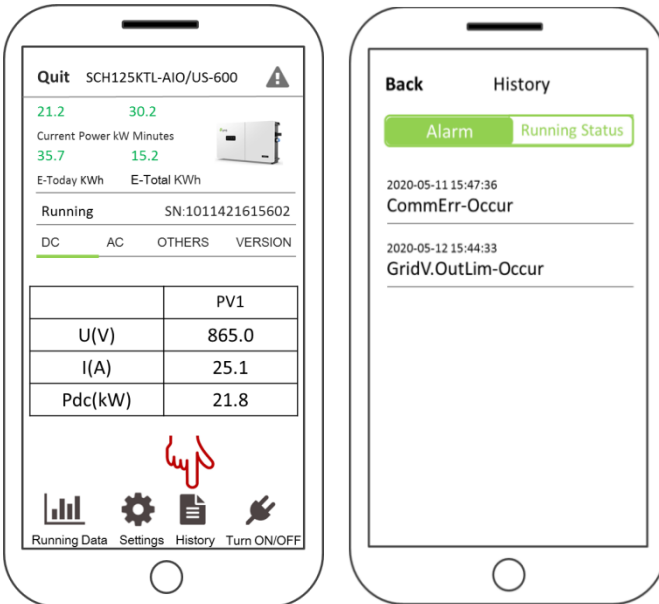 Quit SCH125KTL-AIO/US-600
21.2 30.2
Current Power kW Minutes
35.7 15.2
E-Today KWh E-Total KWh
Running SN:1011421615602
DC AC OTHERS VERSION
PV1
U(V) 865.0
I(A) 25.1
Pdc(kW) 21.8
Running Data Settings History Turn ON/OFF
Back History
Alarm Running Status
2020-05-11 15:47:36
CommErr-Occur
2020-05-12 15:44:33
GridV.OutLim-Occur